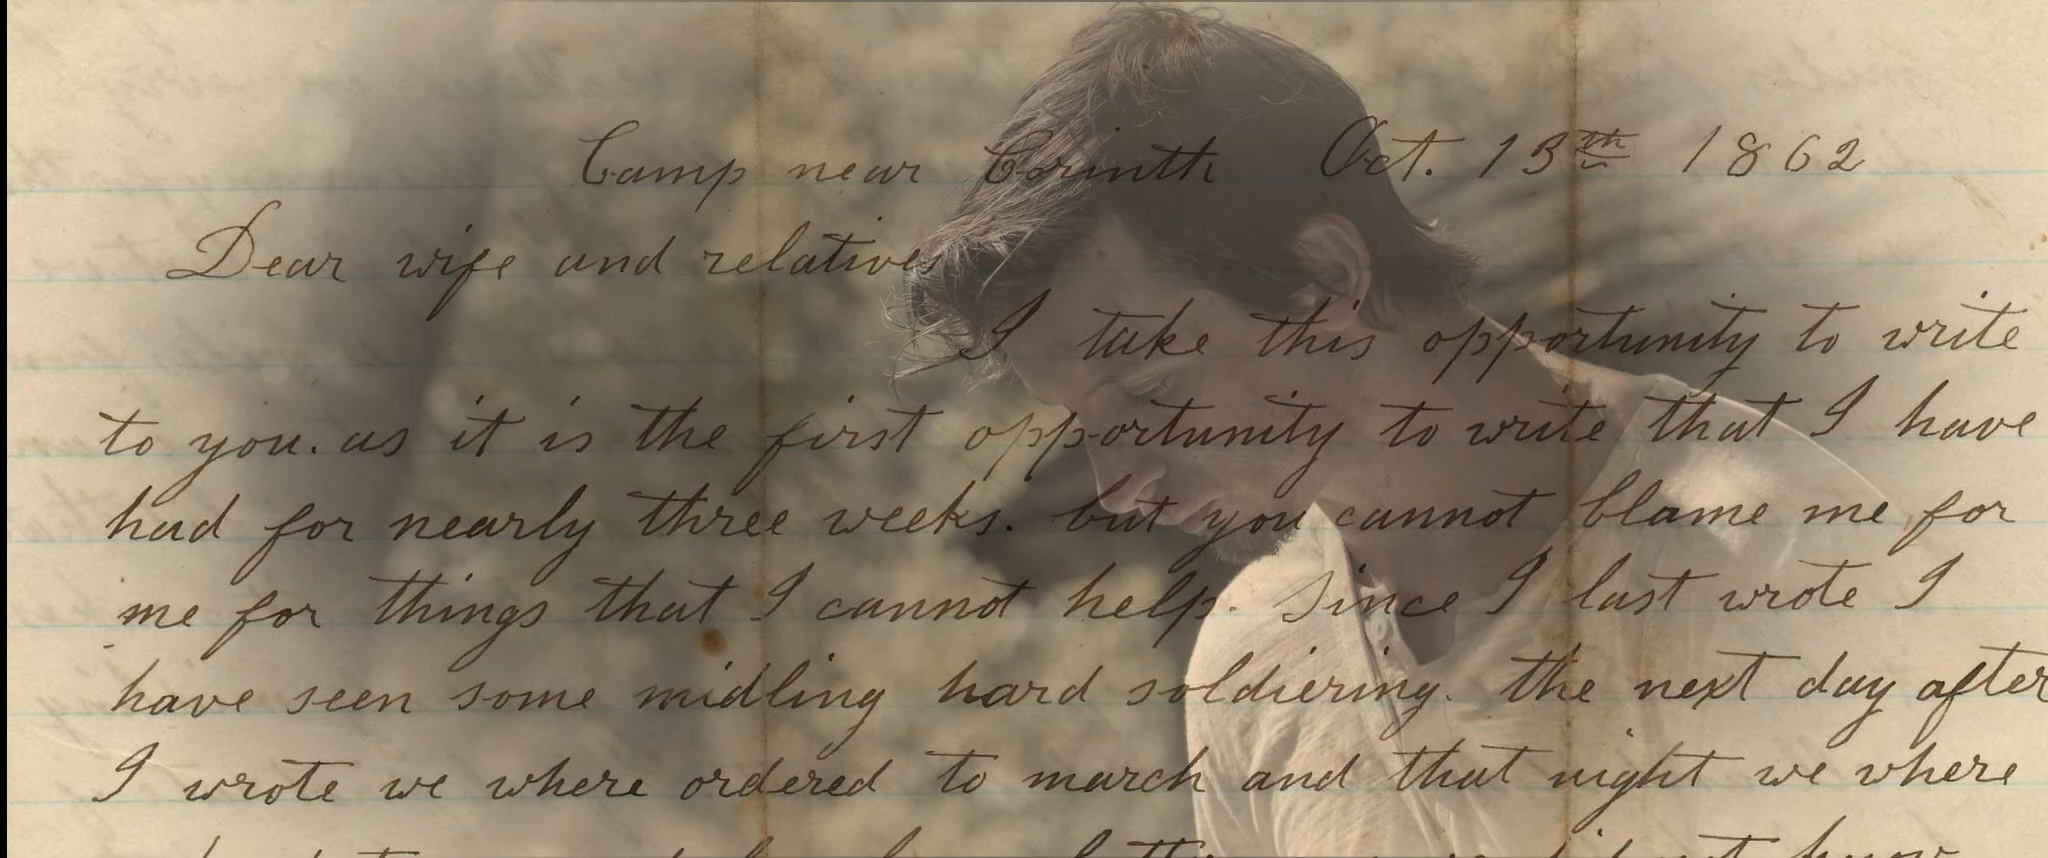 Camp near Corinth Oct. 13th 1862
Dear wife and relatives
I take this opportunity to write
to you. as it is the first opportunity to write that I have
had for nearly three weeks. but you cannot blame me for
me for things that I cannot help. Since I last wrote I
have seen some midling hard soldiering. the next day after
I wrote we where ordered to march and that night we where